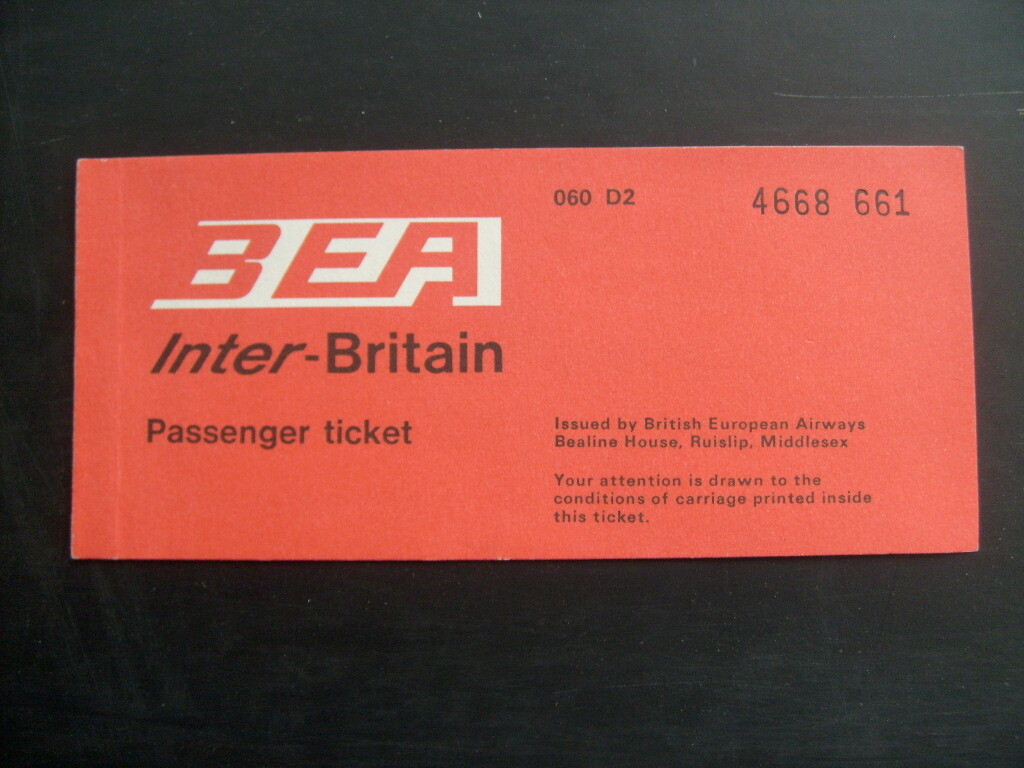 060 D2 4668 661
BEA
Inter-Britain
Passenger ticket
Issued by British European Airways
Bealine House, Ruislip, Middlesex
Your attention is drawn to the
conditions of carriage printed inside
this ticket.